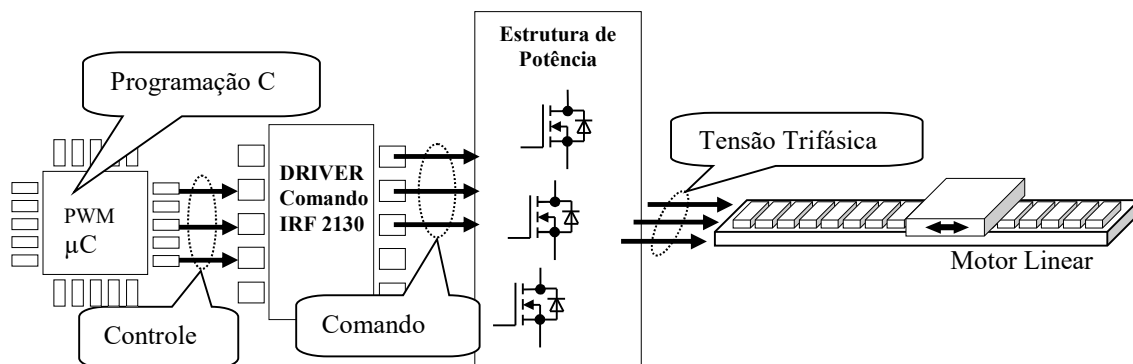 Programação C
PWM
µC
Controle
DRIVER
Comando
IRF 2130
Comando
Estrutura de
Potência
Tensão Trifásica
Motor Linear